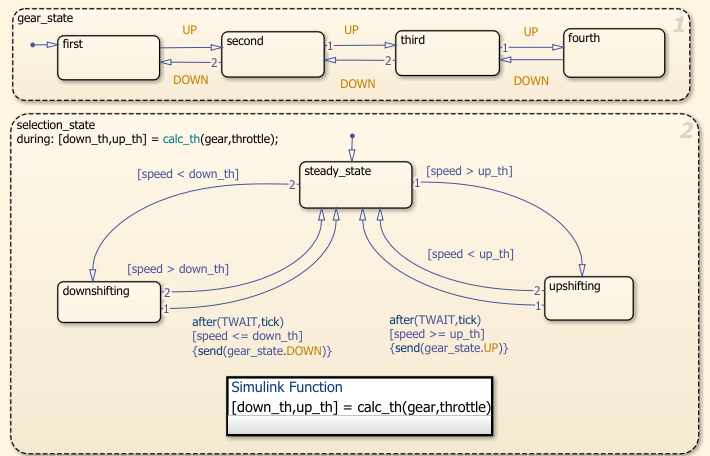 gear_state
1
UP
UP
UP
first
second
third
fourth
1
1
2
2
DOWN
DOWN
DOWN
selection_state
2
during: [down_th,up_th] = calc_th(gear,throttle);
[speed < down_th]
steady_state
[speed > up_th]
2
1
[speed > down_th]
[speed < up_th]
downshifting
2
1
upshifting
2
1
after(TWAIT,tick)
[speed <= down_th]
{send(gear_state.DOWN)}
after(TWAIT,tick)
[speed >= up_th]
{send(gear_state.UP)}
Simulink Function
[down_th,up_th] = calc_th(gear,throttle)